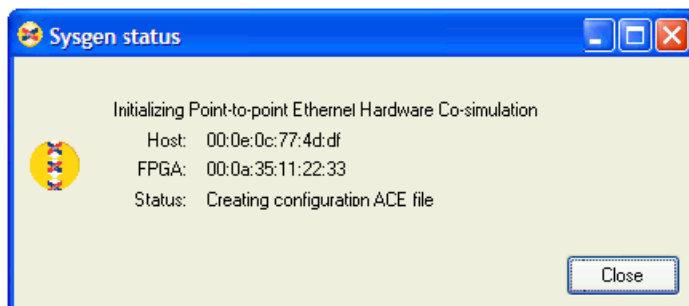 Sysgen status
Initializing Point-to-point Ethernet Hardware Co-simulation
Host: 00:0e:0c:77:4d:df
FPGA: 00:0a:35:11:22:33
Status: Creating configuration ACE file
Close